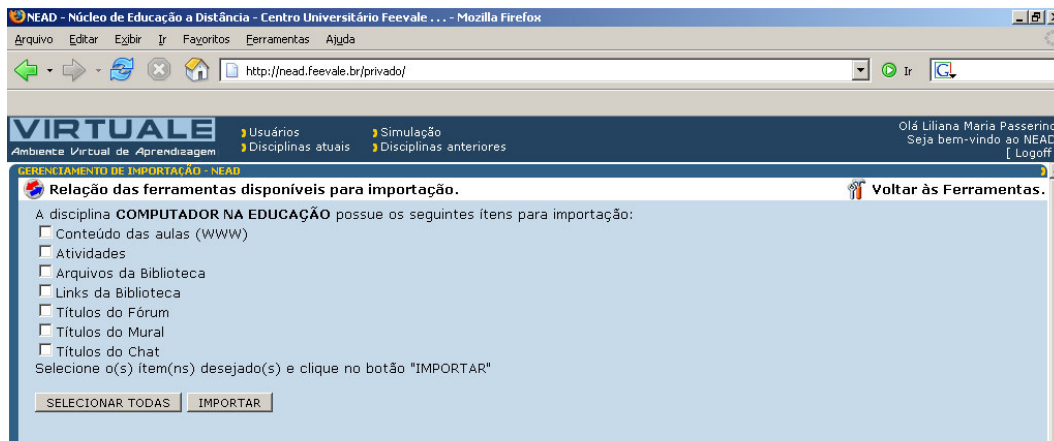 NEAD - Núcleo de Educação a Distância - Centro Universitário Feevale . . . - Mozilla Firefox
Arquivo Editar Exibir Ir Favoritos Ferramentas Ajuda
http://nead.feevale.br/privado/ Ir
VIRTUALE
Ambiente Virtual de Aprendizagem
Usuários Simulação
Disciplinas atuais Disciplinas anteriores
Olá Liliana Maria Passerino
Seja bem-vindo ao NEAD
[ Logoff
GERENCIAMENTO DE IMPORTAÇÃO - NEAD
Relação das ferramentas disponíveis para importação. Voltar às Ferramentas.
A disciplina COMPUTADOR NA EDUCAÇÃO possue os seguintes ítens para importação:
Conteúdo das aulas (WWW)
Atividades
Arquivos da Biblioteca
Links da Biblioteca
Títulos do Fórum
Títulos do Mural
Títulos do Chat
Selecione o(s) ítem(ns) desejado(s) e clique no botão "IMPORTAR"
SELECIONAR TODAS IMPORTAR